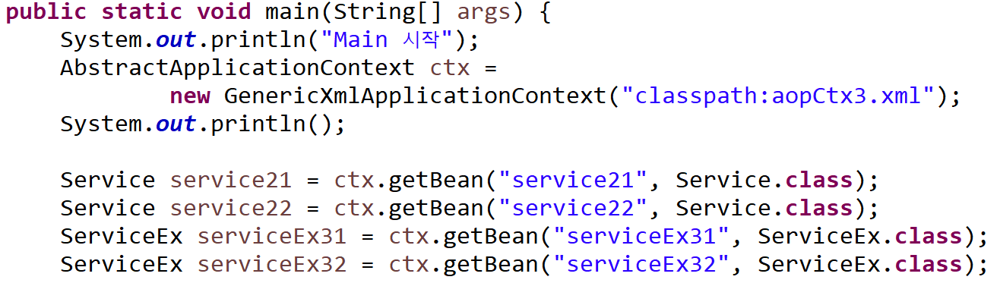 public static void main(String[] args) {
System.out.println("Main 시작");
AbstractApplicationContext ctx =
new GenericXmlApplicationContext("classpath:aopCtx3.xml");
System.out.println();
Service service21 = ctx.getBean("service21", Service.class);
Service service22 = ctx.getBean("service22", Service.class);
ServiceEx serviceEx31 = ctx.getBean("serviceEx31", ServiceEx.class);
ServiceEx serviceEx32 = ctx.getBean("serviceEx32", ServiceEx.class);